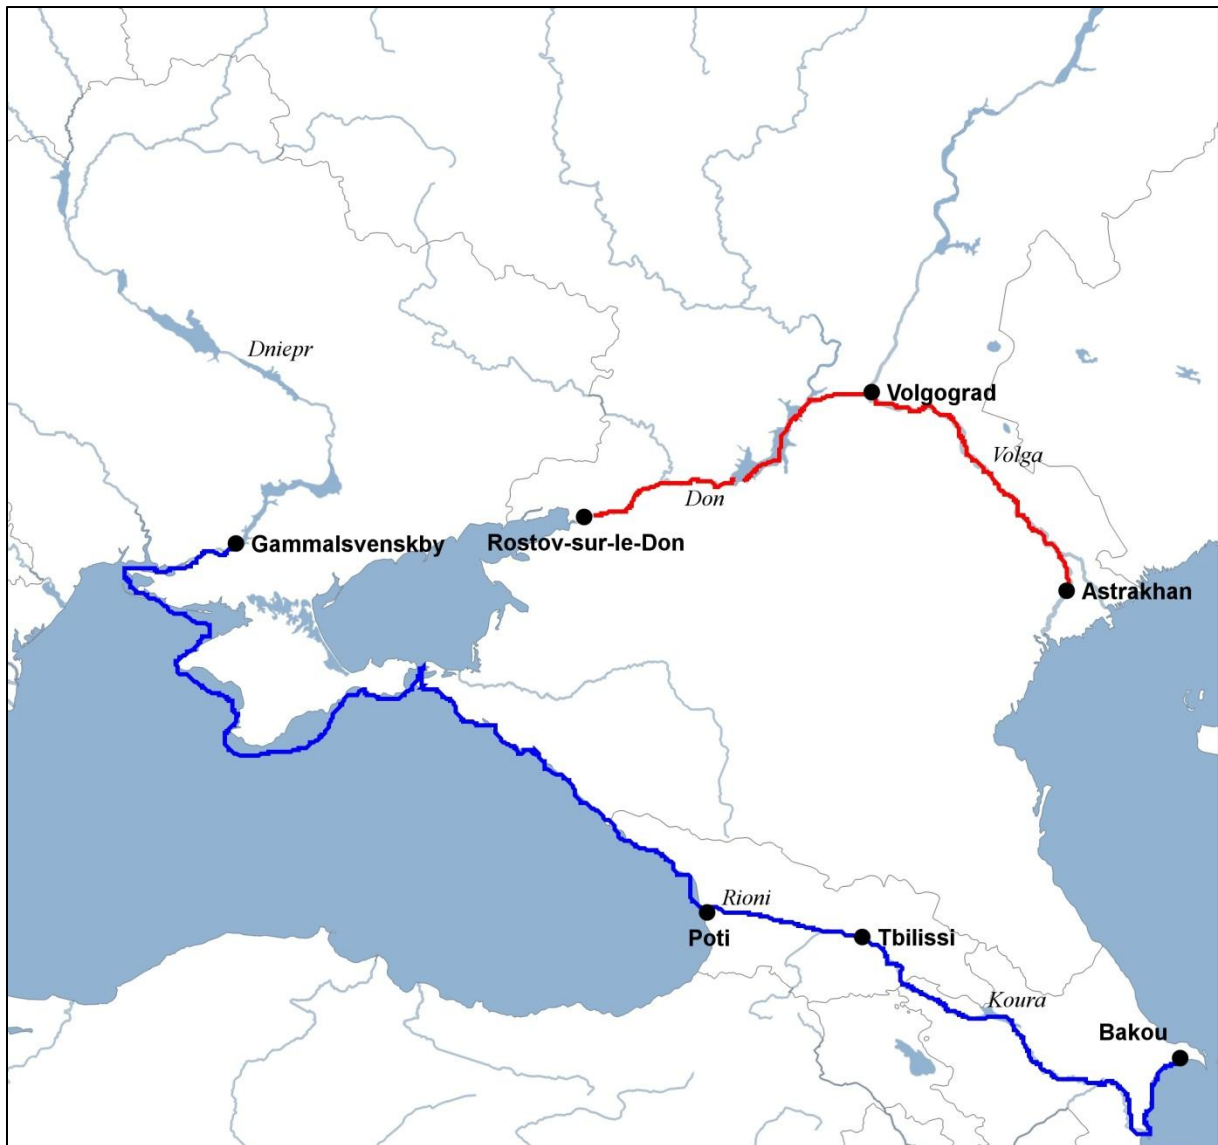 Dniepr
Volgograd
Volga
Don
Gammalsvenskby
Rostov-sur-le-Don
Astrakhan
Rioni
Poti
Tbilissi
Koura
Bakou